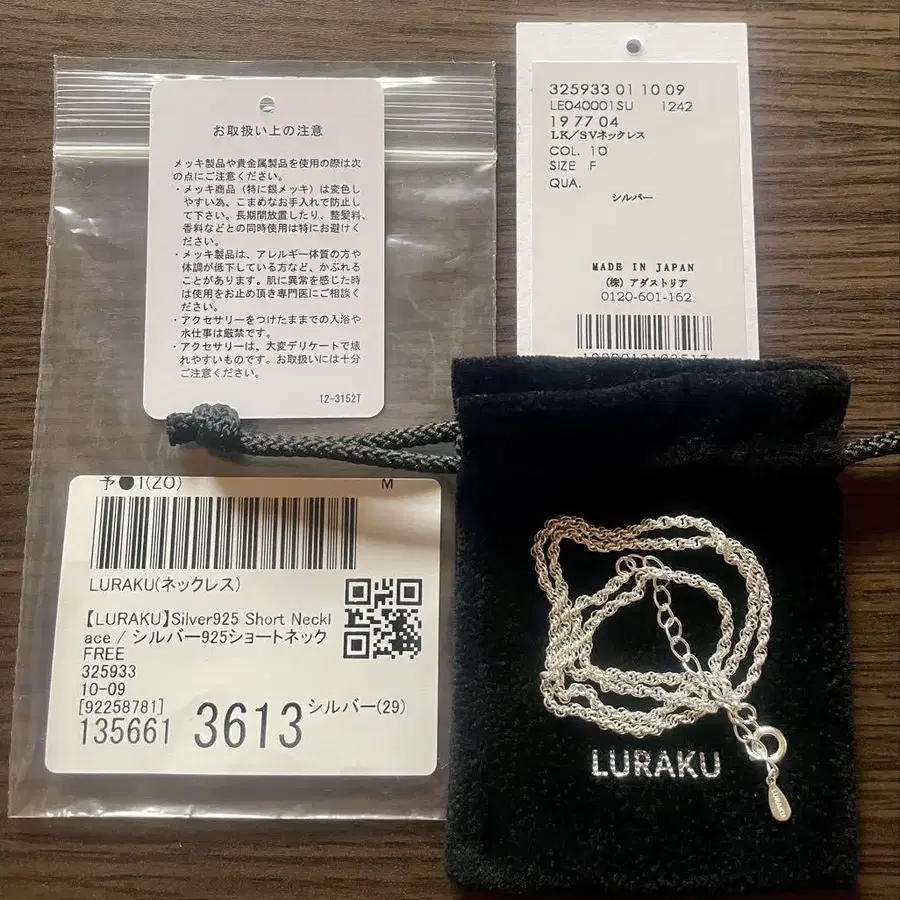 お取扱い上の注意
メッキ製品や貴金属製品を使用の際は次
の点にご注意ください。
・メッキ商品（特に銀メッキ）は変色し
やすい為、こまめなお手入れで防止し
て下さい。長期間放置したり、整髪料、
香料などとの同時使用は特にお避けく
ださい。
・メッキ製品は、アレルギー体質の方や
体調が低下している方など、かぶれる
ことがあります。肌に異常を感じた時
は使用をお止め頂き専門医にご相談く
ださい。
・アクセサリーをつけたままでの入浴や
水仕事は厳禁です。
・アクセサリーは、大変デリケートで壊
れやすいものです。お取扱いには十分
ご注意ください。
12-3152T
325933 01 10 09
LE040001SU 1242
19 77 04
LK／SVネックレス
COL. 10
SIZE F
QUA.
シルバー
MADE IN JAPAN
（株）アダストリア
0120-601-162
予●1(ZO) M
LURAKU(ネックレス)
【LURAKU】Silver925 Short Neckl
ace / シルバー925ショートネック
FREE
325933
10-09
[92258781]
135661 3613 シルバー(29)
LURAKU
LURAKU